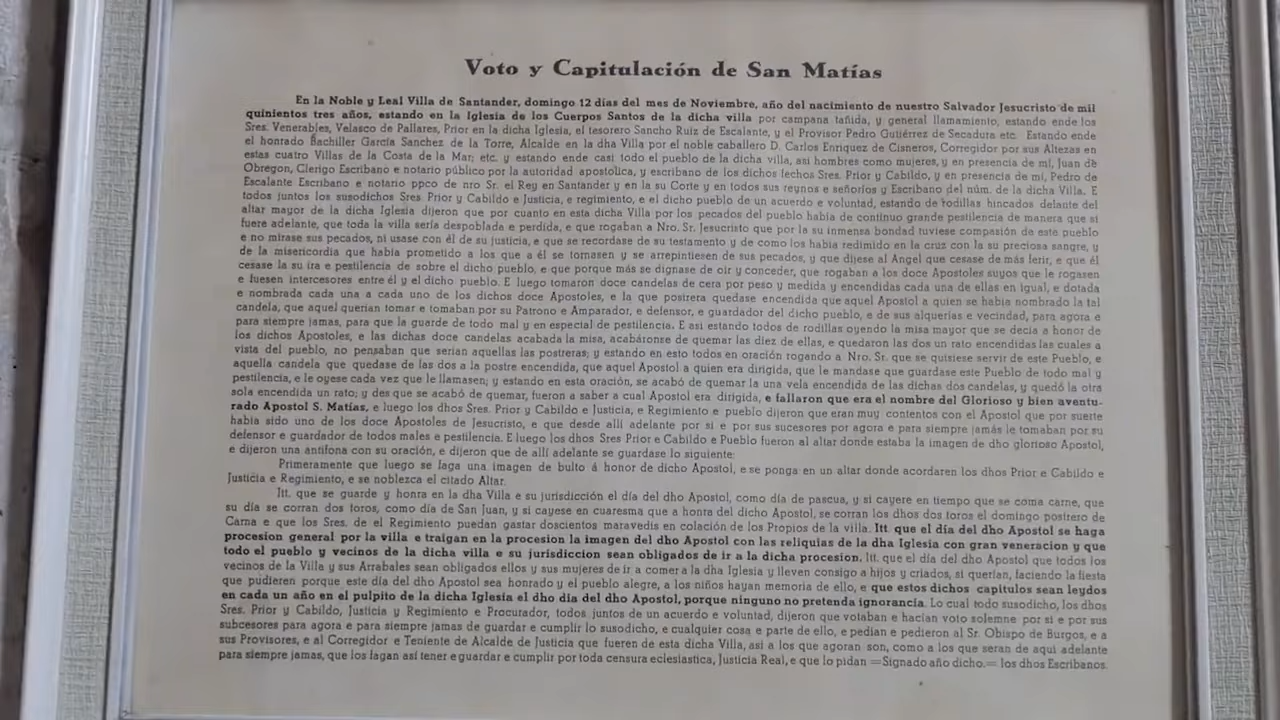 Voto y Capitulación de San Matías
En la Noble y Leal Villa de Santander, domingo 12 dias del mes de Noviembre, año del nacimiento de nuestro Salvador Jesucristo de mil
quinientos tres años, estando en la Iglesia de los Cuerpos Santos de la dicha villa por campana tañida, y general llamamiento, estando ende los
Sres. Venerables, Velasco de Pallares, Prior en la dicha Iglesia, el tesorero Sancho Ruiz de Escalante, y el Provisor Pedro Gutiérrez de Secadura etc. Estando ende
el honrado Bachiller García Sanchez de la Torre, Alcalde en la dha Villa por el noble caballero D. Carlos Enriquez de Cisneros, Corregidor por sus Altezas en
estas cuatro Villas de la Costa de la Mar; etc. y estando ende casi todo el pueblo de la dicha villa, asi hombres como mujeres, y en presencia de mí, Juan de
Obregon, Clerigo Escribano e notario público por la autoridad apostolica, y escribano de los dichos fechos Sres. Prior y Cabildo, y en presencia de mi, Pedro de
Escalante Escribano e notario ppco de nro Sr. el Rey en Santander y en la su Corte y en todos sus reynos e señorios y Escribano del núm. de la dicha Villa. E
todos juntos los susodichos Sres Prior y Cabildo e Justicia, e regimiento, e el dicho pueblo de un acuerdo e voluntad, estando de rodillas hincados delante del
altar mayor de la dicha Iglesia dijeron que por cuanto en esta dicha Villa por los pecados del pueblo habia de continuo grande pestilencia de manera que si
fuere adelante, que toda la villa sería despoblada e perdida, e que rogaban a Nro. Sr. Jesucristo que por la su inmensa bondad tuviese compasión de este pueblo
e no mirase sus pecados, ni usase con él de su justicia, e que se recordase de su testamento y de como los habia redimido en la cruz con la su preciosa sangre, y
de la misericordia que habia prometido a los que a él se tornasen y se arrepintiesen de sus pecados, y que dijese al Angel que cesase de más ferir, e que él
cesase la su ira e pestilencia de sobre el dicho pueblo, e que porque más se dignase de oir y conceder, que rogaban a los doce Apostoles suyos que le rogasen
e fuesen intercesores entre él y el dicho pueblo. E luego tomaron doce candelas de cera por peso y medida y encendidas cada una de ellas en igual, e dotada
e nombrada cada una a cada uno de los dichos doce Apostoles, e la que postrera quedase encendida que aquel Apostol a quien se habia nombrado la tal
candela, que aquel querian tomar e tomaban por su Patrono e Amparador, e defensor, e guardador del dicho pueblo, e de sus alquerias e vecindad, para agora e
para siempre jamas, para que la guarde de todo mal y en especial de pestilencia. E asi estando todos de rodillas oyendo la misa mayor que se decia a honor de
los dichos Apostoles, e las dichas doce candelas acabada la misa, acabáronse de quemar las diez de ellas, e quedaron las dos un rato encendidas las cuales a
vista del pueblo, no pensaban que serian aquellas las postreras; y estando en esto todos en oración rogando a Nro. Sr. que se quisiese servir de este Pueblo, e
aquella candela que quedase de las dos a la postre encendida, que aquel Apostol a quien era dirigida, que le mandase que guardase este Pueblo de todo mal y
pestilencia, e le oyese cada vez que le llamasen; y estando en esta oración, se acabó de quemar la una vela encendida de las dichas dos candelas, y quedó la otra
sola encendida un rato; y des que se acabó de quemar, fueron a saber a cual Apostol era dirigida, e fallaron que era el nombre del Glorioso y bien aventu-
rado Apostol S. Matías, e luego los dhos Sres. Prior y Cabildo e Justicia, e Regimiento e pueblo dijeron que eran muy contentos con el Apostol que por suerte
habia sido uno de los doce Apostoles de Jesucristo, e que desde allí adelante por si e por sus sucesores por agora e para siempre jamás le tomaban por su
defensor e guardador de todos males e pestilencia. E luego los dhos Sres Prior e Cabildo e Pueblo fueron al altar donde estaba la imagen de dho glorioso Apostol,
e dijeron una antifona con su oración, e dijeron que de allí adelante se guardase lo siguiente:
Primeramente que luego se faga una imagen de bulto á honor de dicho Apostol, e se ponga en un altar donde acordaren los dhos Prior e Cabildo e
Justicia e Regimiento, e se noblezca el citado Altar.
Itt. que se guarde y honra en la dha Villa e su jurisdicción el día del dho Apostol, como día de pascua, y si cayere en tiempo que se coma carne, que
su día se corran dos toros, como día de San Juan, y si cayese en cuaresma que a honra del dicho Apostol, se corran los dhos dos toros el domingo postrero de
Carna e que los Sres. de el Regimiento puedan gastar doscientos maravedis en colación de los Propios de la villa. Itt. que el dia del dho Apostol se haga
procesion general por la villa e traigan en la procesion la imagen del dho Apostol con las reliquias de la dha Iglesia con gran veneracion y que
todo el pueblo y vecinos de la dicha villa e su jurisdiccion sean obligados de ir a la dicha procesion. Itt. que el día del dho Apostol que todos los
vecinos de la Villa y sus Arrabales sean obligados ellos y sus mujeres de ir a comer a la dha Iglesia y lleven consigo a hijos y criados, si querían, faciendo la fiesta
que pudieren porque este día del dho Apostol sea honrado y el pueblo alegre, a los niños hayan memoria de ello, e que estos dichos capitulos sean leydos
en cada un año en el pulpito de la dicha Iglesia el dho dia del dho Apostol, porque ninguno no pretenda ignorancia. Lo cual todo susodicho, los dhos
Sres. Prior y Cabildo, Justicia y Regimiento e Procurador, todos juntos de un acuerdo e voluntad, dijeron que votaban e hacian voto solemne por si e por sus
subcesores para agora e para siempre jamas de guardar e cumplir lo susodicho, e cualquier cosa e parte de ello, e pedian e pedieron al Sr. Obispo de Burgos, e a
sus Provisores, e al Corregidor e Teniente de Alcalde de Justicia que fueren de esta dicha Villa, asi a los que agoran son, como a los que seran de aqui adelante
para siempre jamas, que los fagan asi tener e guardar e cumplir por toda censura eclesiastica, Justicia Real, e que lo pidan =Signado año dicho.= los dhos Escribanos.